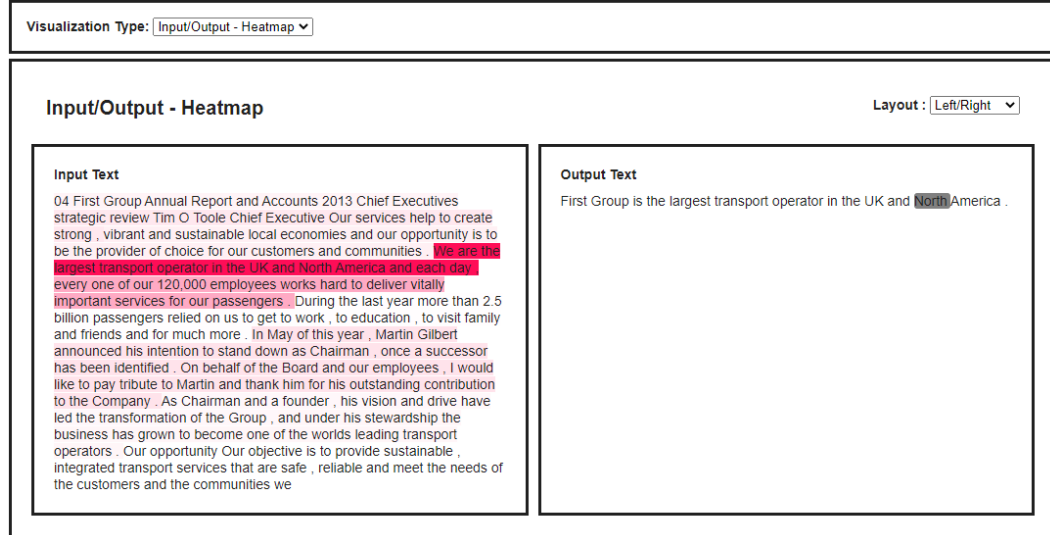 Visualization Type: Input/Output - Heatmap
Input/Output - Heatmap
Layout : Left/Right
Input Text
04 First Group Annual Report and Accounts 2013 Chief Executives
strategic review Tim O Toole Chief Executive Our services help to create
strong , vibrant and sustainable local economies and our opportunity is to
be the provider of choice for our customers and communities . We are the
largest transport operator in the UK and North America and each day ,
every one of our 120,000 employees works hard to deliver vitally
important services for our passengers . During the last year more than 2.5
billion passengers relied on us to get to work , to education , to visit family
and friends and for much more . In May of this year , Martin Gilbert
announced his intention to stand down as Chairman , once a successor
has been identified . On behalf of the Board and our employees , I would
like to pay tribute to Martin and thank him for his outstanding contribution
to the Company . As Chairman and a founder , his vision and drive have
led the transformation of the Group , and under his stewardship the
business has grown to become one of the worlds leading transport
operators . Our opportunity Our objective is to provide sustainable ,
integrated transport services that are safe , reliable and meet the needs of
the customers and the communities we
Output Text
First Group is the largest transport operator in the UK and North America .